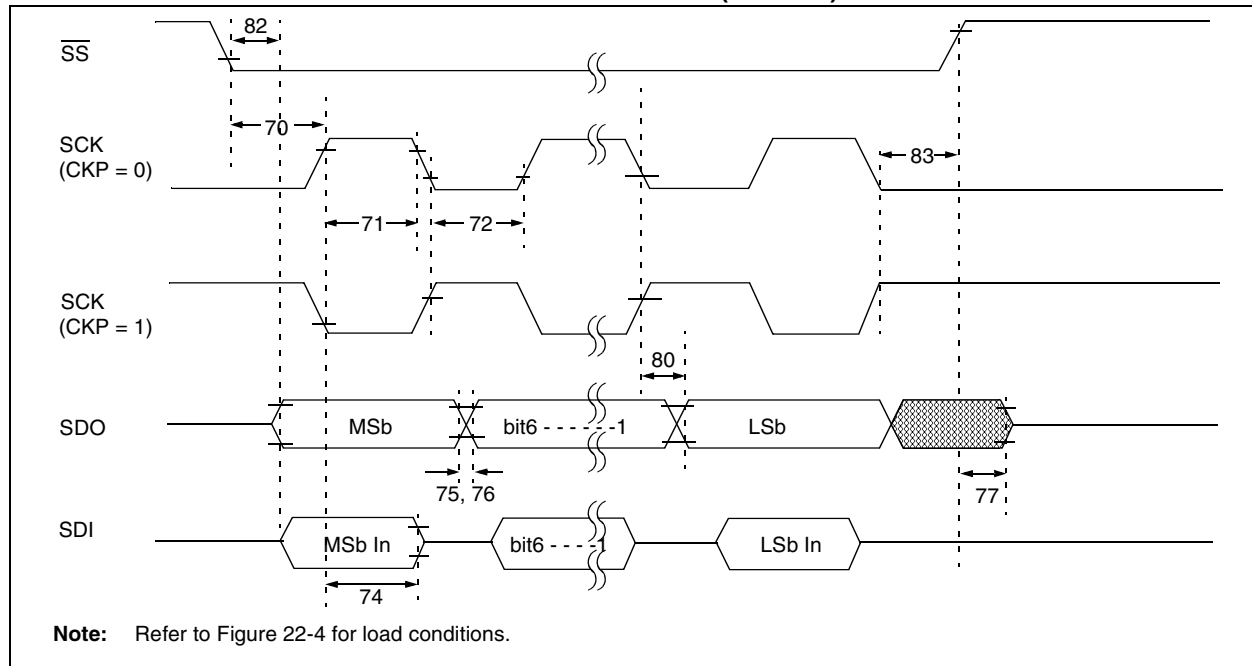 82
SS
70
SCK
(CKP = 0)
83
71
72
SCK
(CKP = 1)
80
SDO
MSb
bit6 - - - - - -1
LSb
75, 76
77
SDI
MSb In
bit6 - - - - 1
LSb In
74
Note: Refer to Figure 22-4 for load conditions.